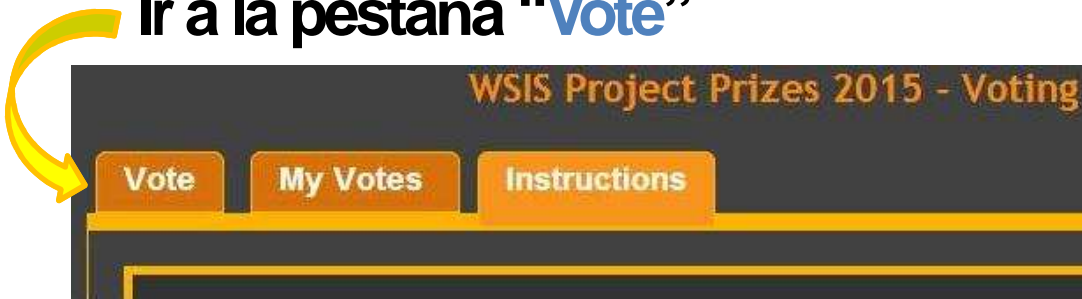 Ir a la pestaña "Vote”
WSIS Project Prizes 2015 - Voting
Vote My Votes Instructions